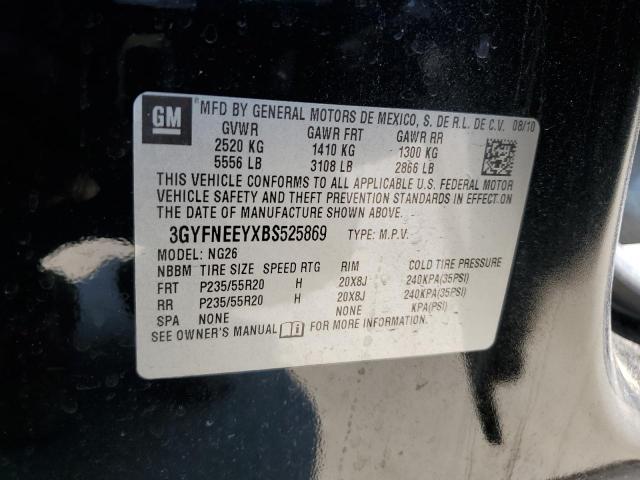 GM MFD BY GENERAL MOTORS DE MEXICO, S. DE R.L. DE C.V. 08/10
GVWR GAWR FRT GAWR RR
2520 KG 1410 KG 1300 KG
5556 LB 3108 LB 2866 LB
THIS VEHICLE CONFORMS TO ALL APPLICABLE U.S. FEDERAL MOTOR
VEHICLE SAFETY AND THEFT PREVENTION STANDARDS IN EFFECT ON
THE DATE OF MANUFACTURE SHOWN ABOVE.
3GYFNEEYXBS525869 TYPE: M.P.V.
MODEL: NG26
NBBM TIRE SIZE SPEED RTG RIM COLD TIRE PRESSURE
FRT P235/55R20 H 20X8J 240KPA(35PSI)
RR P235/55R20 H 20X8J 240KPA(35PSI)
SPA NONE NONE KPA(PSI)
SEE OWNER'S MANUAL FOR MORE INFORMATION.